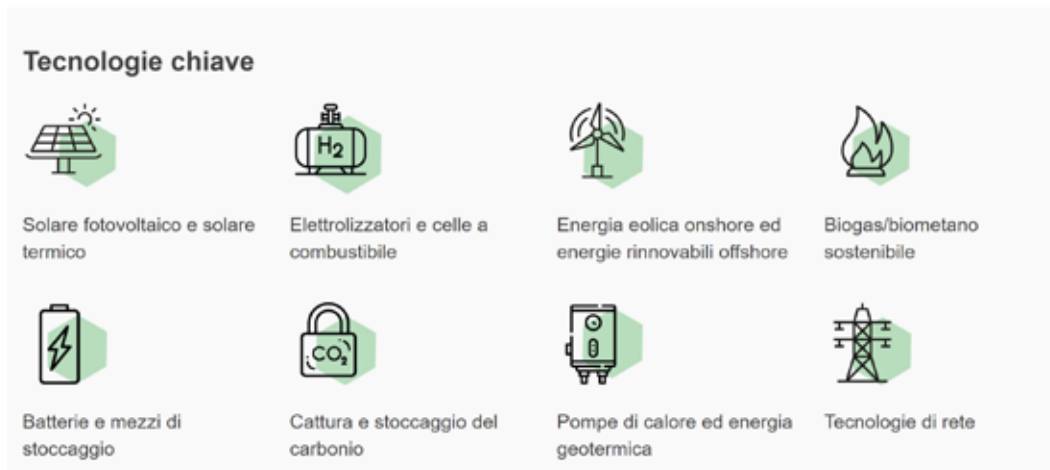 Tecnologie chiave
H2
Solare fotovoltaico e solare
termico
Elettrolizzatori e celle a
combustibile
Energia eolica onshore ed
energie rinnovabili offshore
Biogas/biometano
sostenibile
CO2
Batterie e mezzi di
stoccaggio
Cattura e stoccaggio del
carbonio
Pompe di calore ed energia
geotermica
Tecnologie di rete